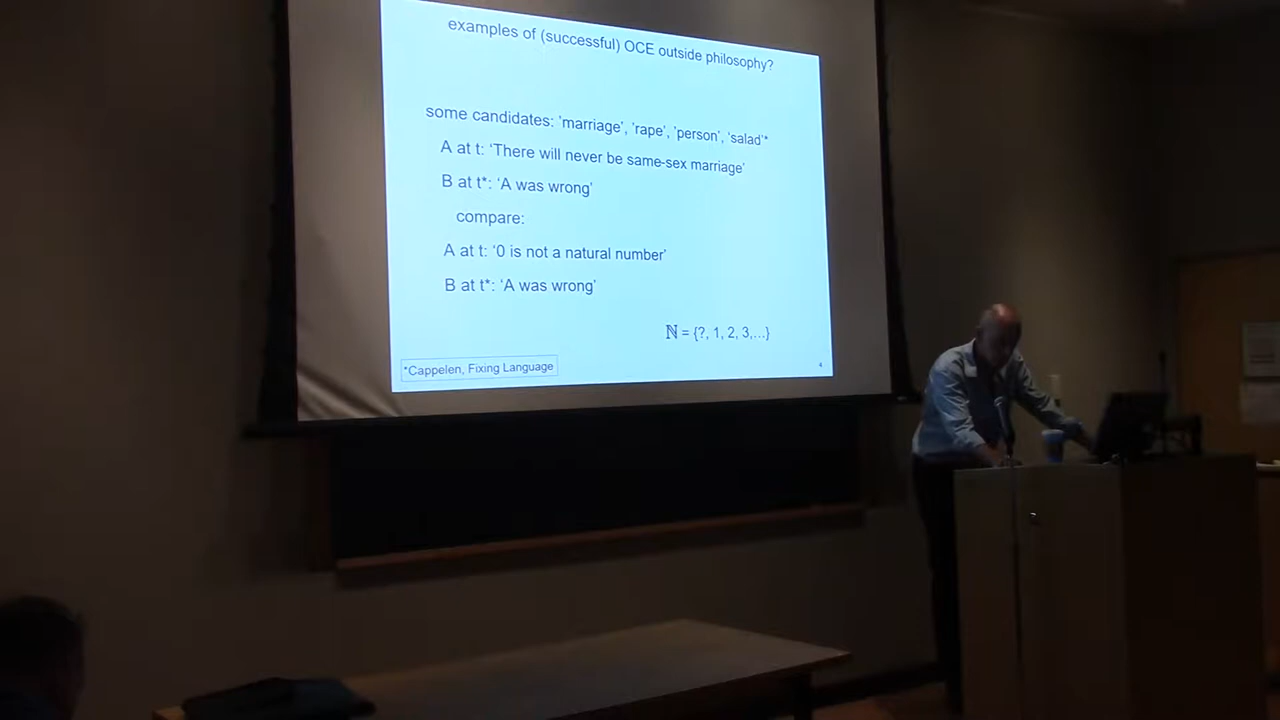 examples of (successful) OCE outside philosophy?
some candidates: 'marriage', 'rape', 'person', 'salad'*
A at t: 'There will never be same-sex marriage'
B at t*: 'A was wrong'
compare:
A at t: '0 is not a natural number'
B at t*: 'A was wrong'
ℕ = {?, 1, 2, 3,...}
*Cappelen, Fixing Language
4